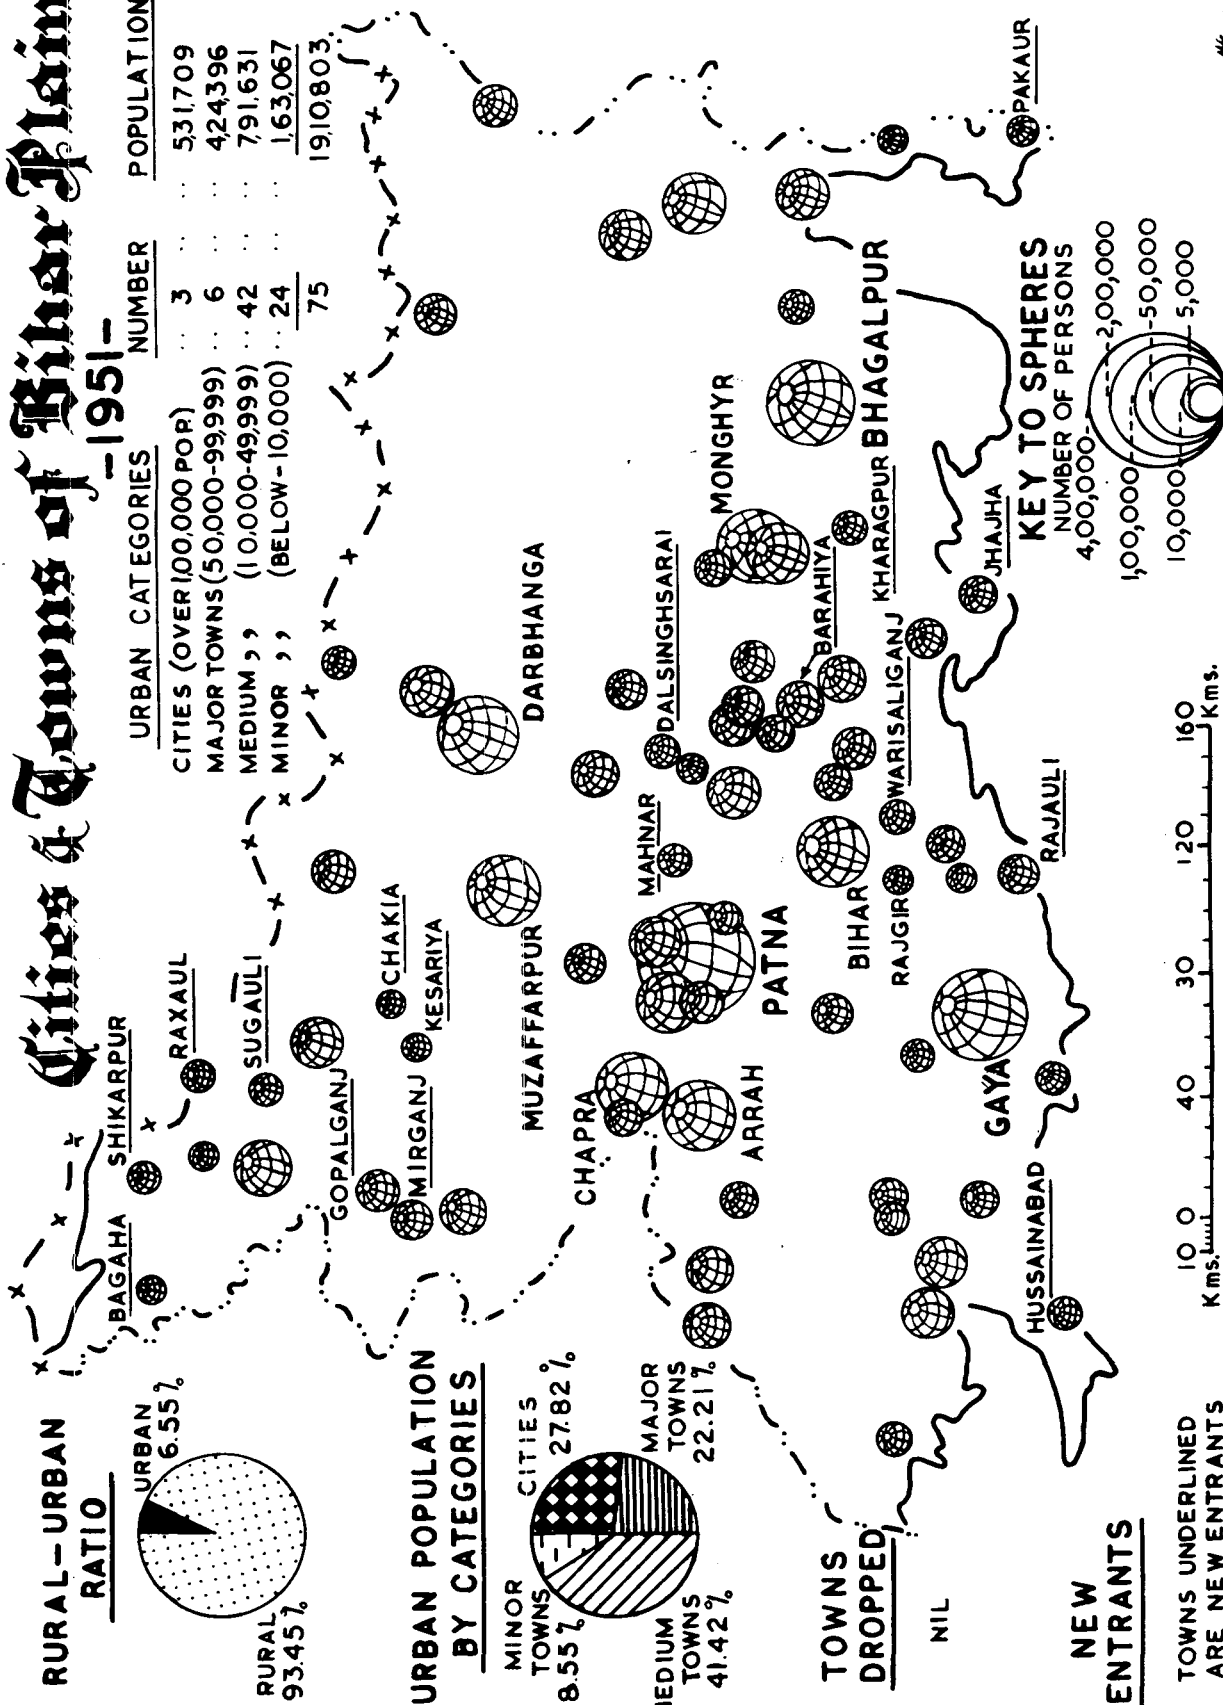 Cities & Towns of Bihar Plain
-1951-
URBAN CATEGORIES NUMBER POPULATION
CITIES (OVER 1,00,000 POP.) .. 3 .. .. 5,31,709
MAJOR TOWNS (50,000-99,999) .. 6 .. .. 4,24,396
MEDIUM ,, (10,000-49,999) .. 42 .. .. 7,91,631
MINOR ,, (BELOW-10,000) .. 24 .. .. 1,63,067
75 19,10,803
RURAL-URBAN
RATIO
URBAN
6.55%
RURAL
93.45%
URBAN POPULATION
BY CATEGORIES
MINOR
TOWNS
8.55%
CITIES
27.82%
MAJOR
TOWNS
22.21%
MEDIUM
TOWNS
41.42%
TOWNS
DROPPED
NIL
NEW
ENTRANTS
TOWNS UNDERLINED
ARE NEW ENTRANTS
BAGAHA
SHIKARPUR
RAXAUL
SUGAULI
GOPALGANJ
MIRGANJ
CHAKIA
KESARIYA
MUZAFFARPUR
DARBHANGA
CHAPRA
ARRAH
PATNA
MAHNAR
DALSINGHSARAI
MONGHYR
BARAHIYA
KHARAGPUR
BHAGALPUR
BIHAR
RAJGIR
WARISALIGANJ
JHAJHA
GAYA
RAJAULI
HUSSAINABAD
PAKAUR
KEY TO SPHERES
NUMBER OF PERSONS
4,00,000
2,00,000
1,00,000
50,000
10,000
5,000
Kms. 10 0 40 30 120 160 Kms.